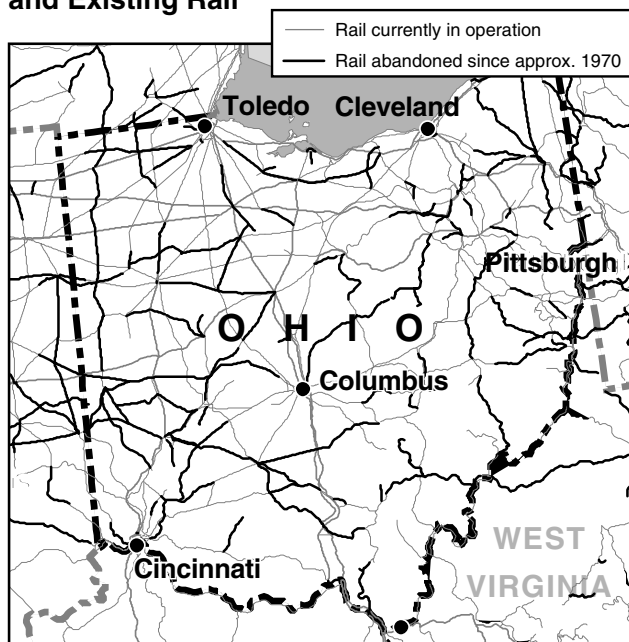 and Existing Rail
Rail currently in operation
Rail abandoned since approx. 1970
Toledo Cleveland
Pittsburgh
OHIO
Columbus
WEST
VIRGINIA
Cincinnati